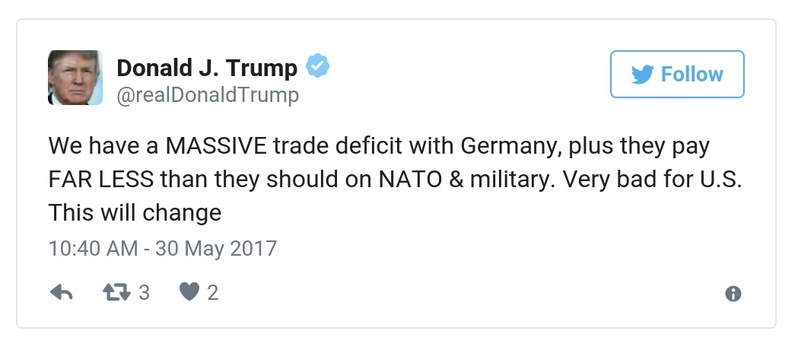 Donald J. Trump
@realDonaldTrump
Follow
We have a MASSIVE trade deficit with Germany, plus they pay
FAR LESS than they should on NATO & military. Very bad for U.S.
This will change
10:40 AM - 30 May 2017
3 2